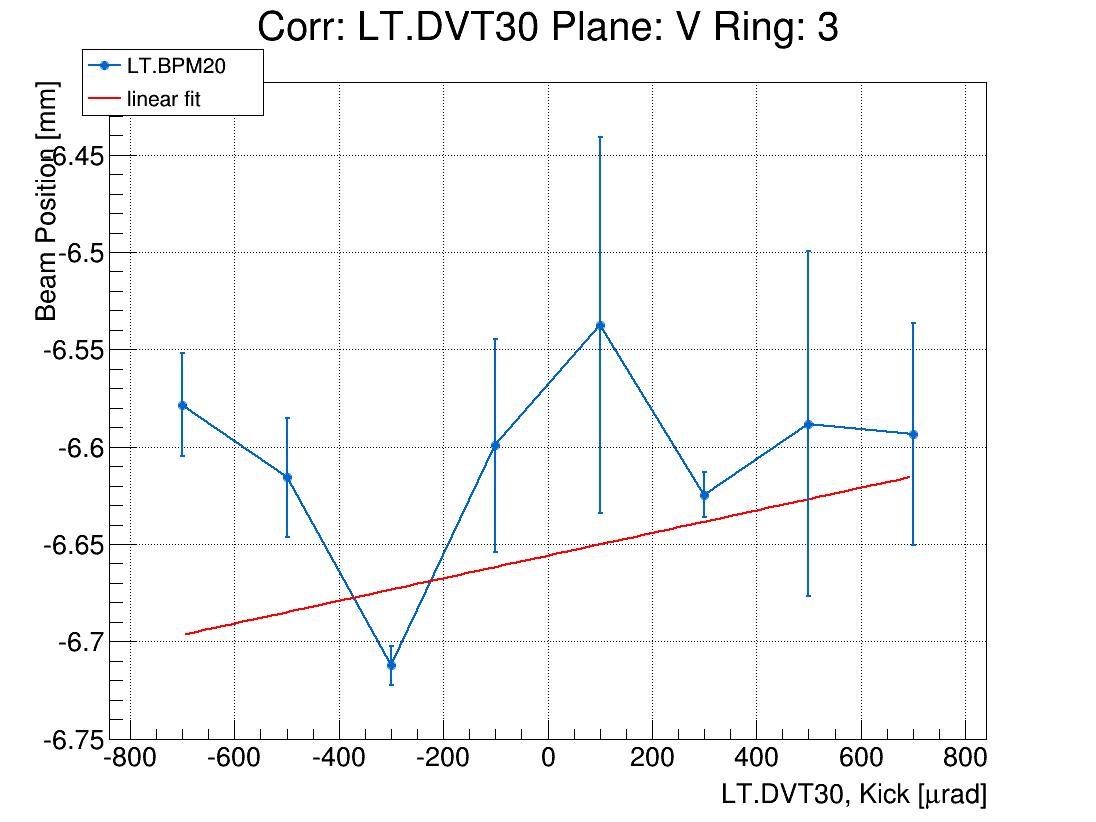 Corr: LT.DVT30 Plane: V Ring: 3
LT.BPM20
linear fit
Beam Position [mm]
-6.45
-6.5
-6.55
-6.6
-6.65
-6.7
-6.75
-800 -600 -400 -200 0 200 400 600 800
LT.DVT30, Kick [μrad]